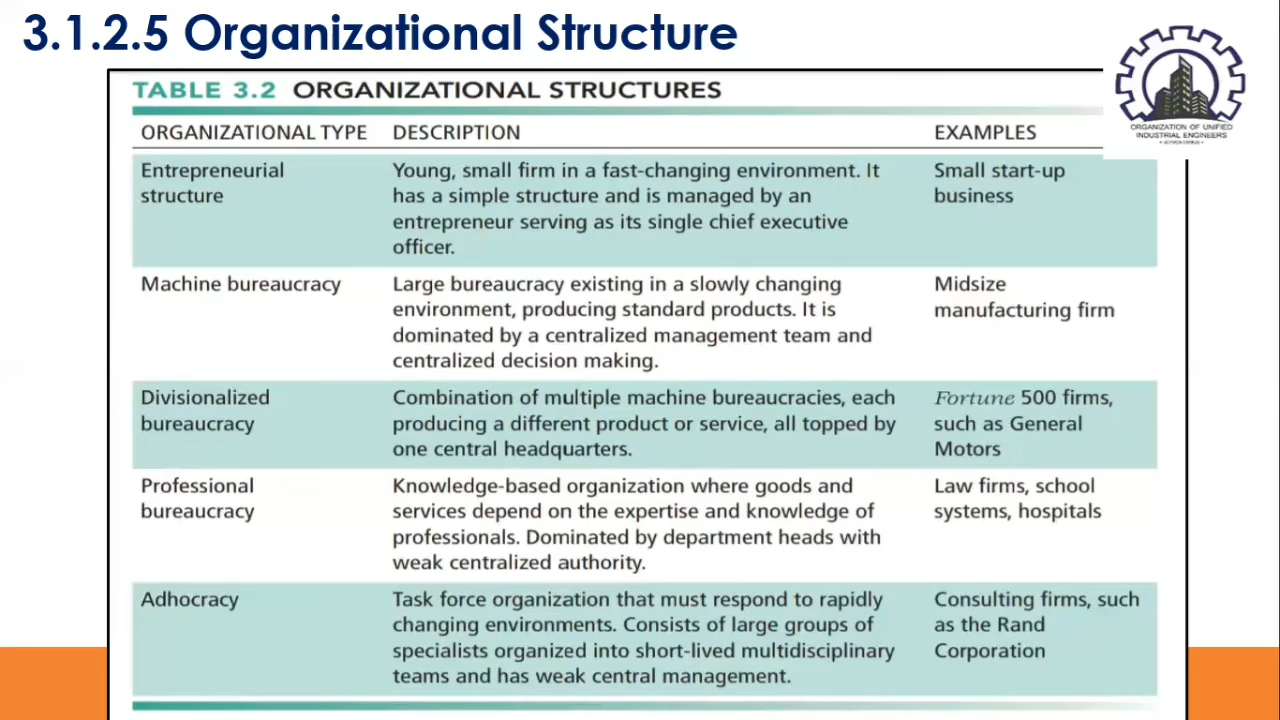 3.1.2.5 Organizational Structure
ORGANIZATION OF UNIFIED
INDUSTRIAL ENGINEERS
TABLE 3.2 ORGANIZATIONAL STRUCTURES
ORGANIZATIONAL TYPE DESCRIPTION EXAMPLES
Entrepreneurial structure
Young, small firm in a fast-changing environment. It
has a simple structure and is managed by an
entrepreneur serving as its single chief executive
officer.
Small start-up
business
Machine bureaucracy
Large bureaucracy existing in a slowly changing
environment, producing standard products. It is
dominated by a centralized management team and
centralized decision making.
Midsize
manufacturing firm
Divisionalized
bureaucracy
Combination of multiple machine bureaucracies, each
producing a different product or service, all topped by
one central headquarters.
Fortune 500 firms,
such as General
Motors
Professional
bureaucracy
Knowledge-based organization where goods and
services depend on the expertise and knowledge of
professionals. Dominated by department heads with
weak centralized authority.
Law firms, school
systems, hospitals
Adhocracy
Task force organization that must respond to rapidly
changing environments. Consists of large groups of
specialists organized into short-lived multidisciplinary
teams and has weak central management.
Consulting firms, such
as the Rand
Corporation